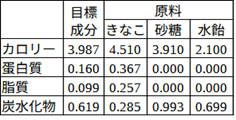 目標 原料
成分 きなこ 砂糖 水飴
カロリー 3.987 4.510 3.910 2.100
蛋白質 0.160 0.367 0.000 0.000
脂質 0.099 0.257 0.000 0.000
炭水化物 0.619 0.285 0.993 0.699